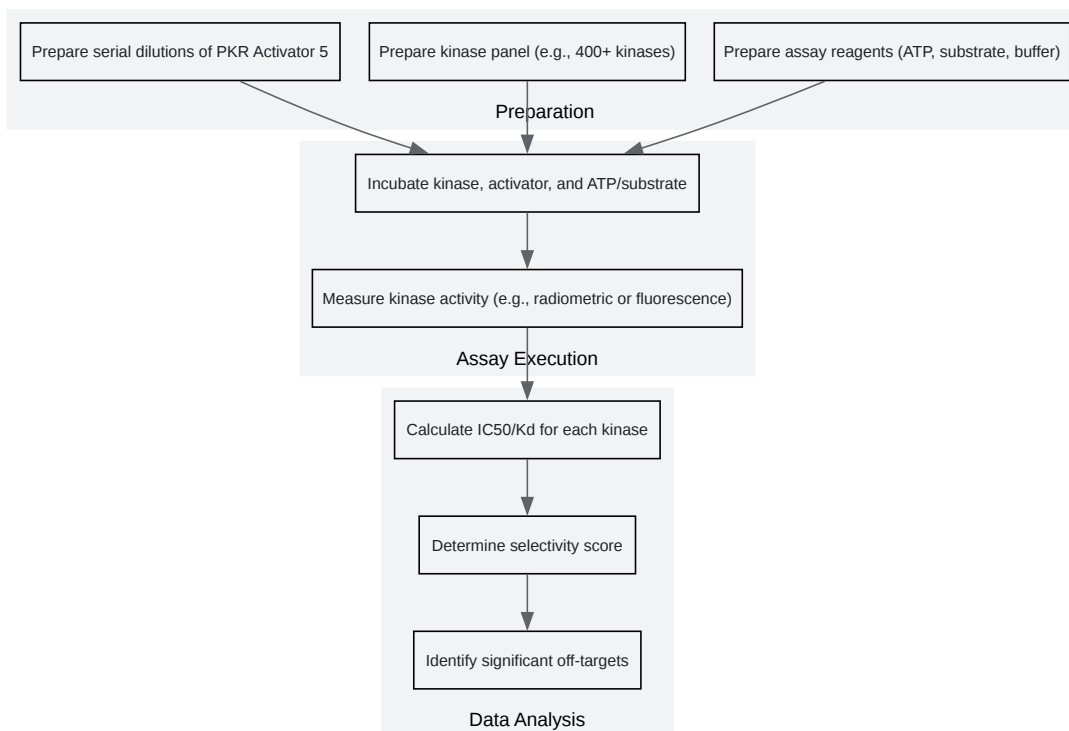 Prepare serial dilutions of PKR Activator 5
Prepare kinase panel (e.g., 400+ kinases)
Prepare assay reagents (ATP, substrate, buffer)
Preparation
Incubate kinase, activator, and ATP/substrate
Measure kinase activity (e.g., radiometric or fluorescence)
Assay Execution
Calculate IC50/Kd for each kinase
Determine selectivity score
Identify significant off-targets
Data Analysis